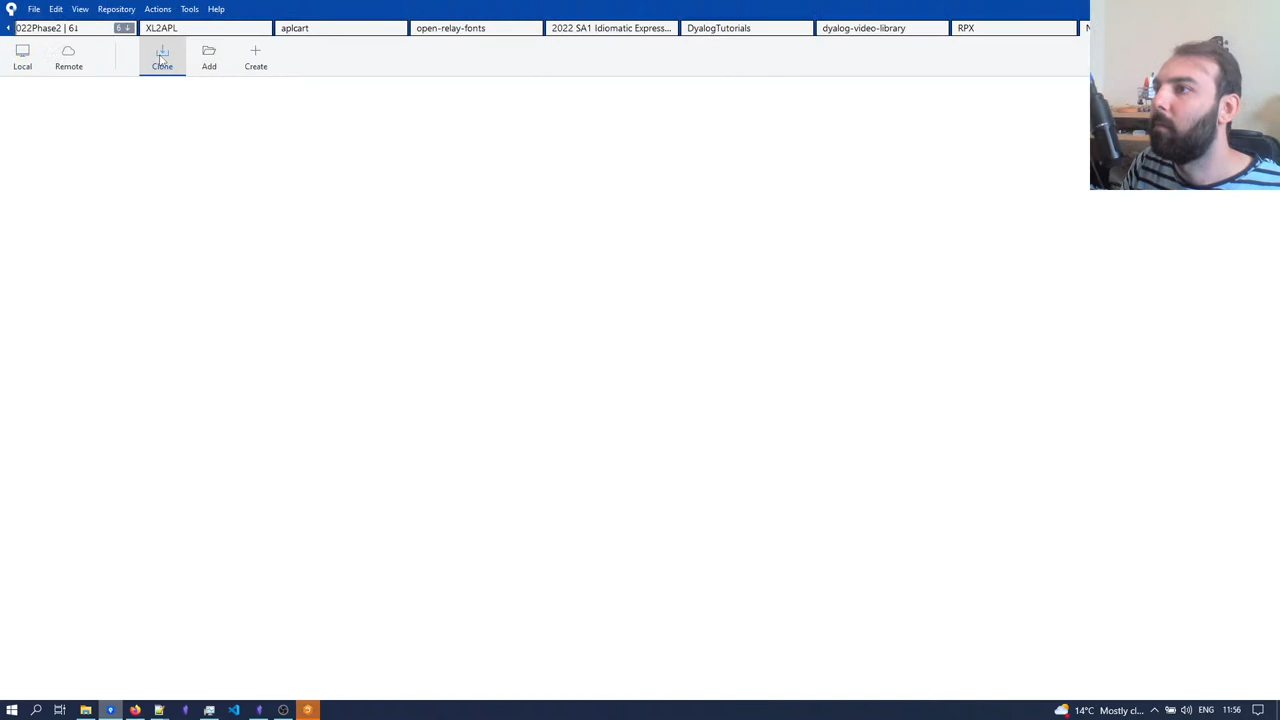 File Edit View Repository Actions Tools Help
022Phase2 | 6↓ 6 ↓ XL2APL aplcart open-relay-fonts 2022 SA1 Idiomatic Express... DyalogTutorials dyalog-video-library RPX N
Local Remote Clone Add Create
14°C Mostly cl... ENG 11:56